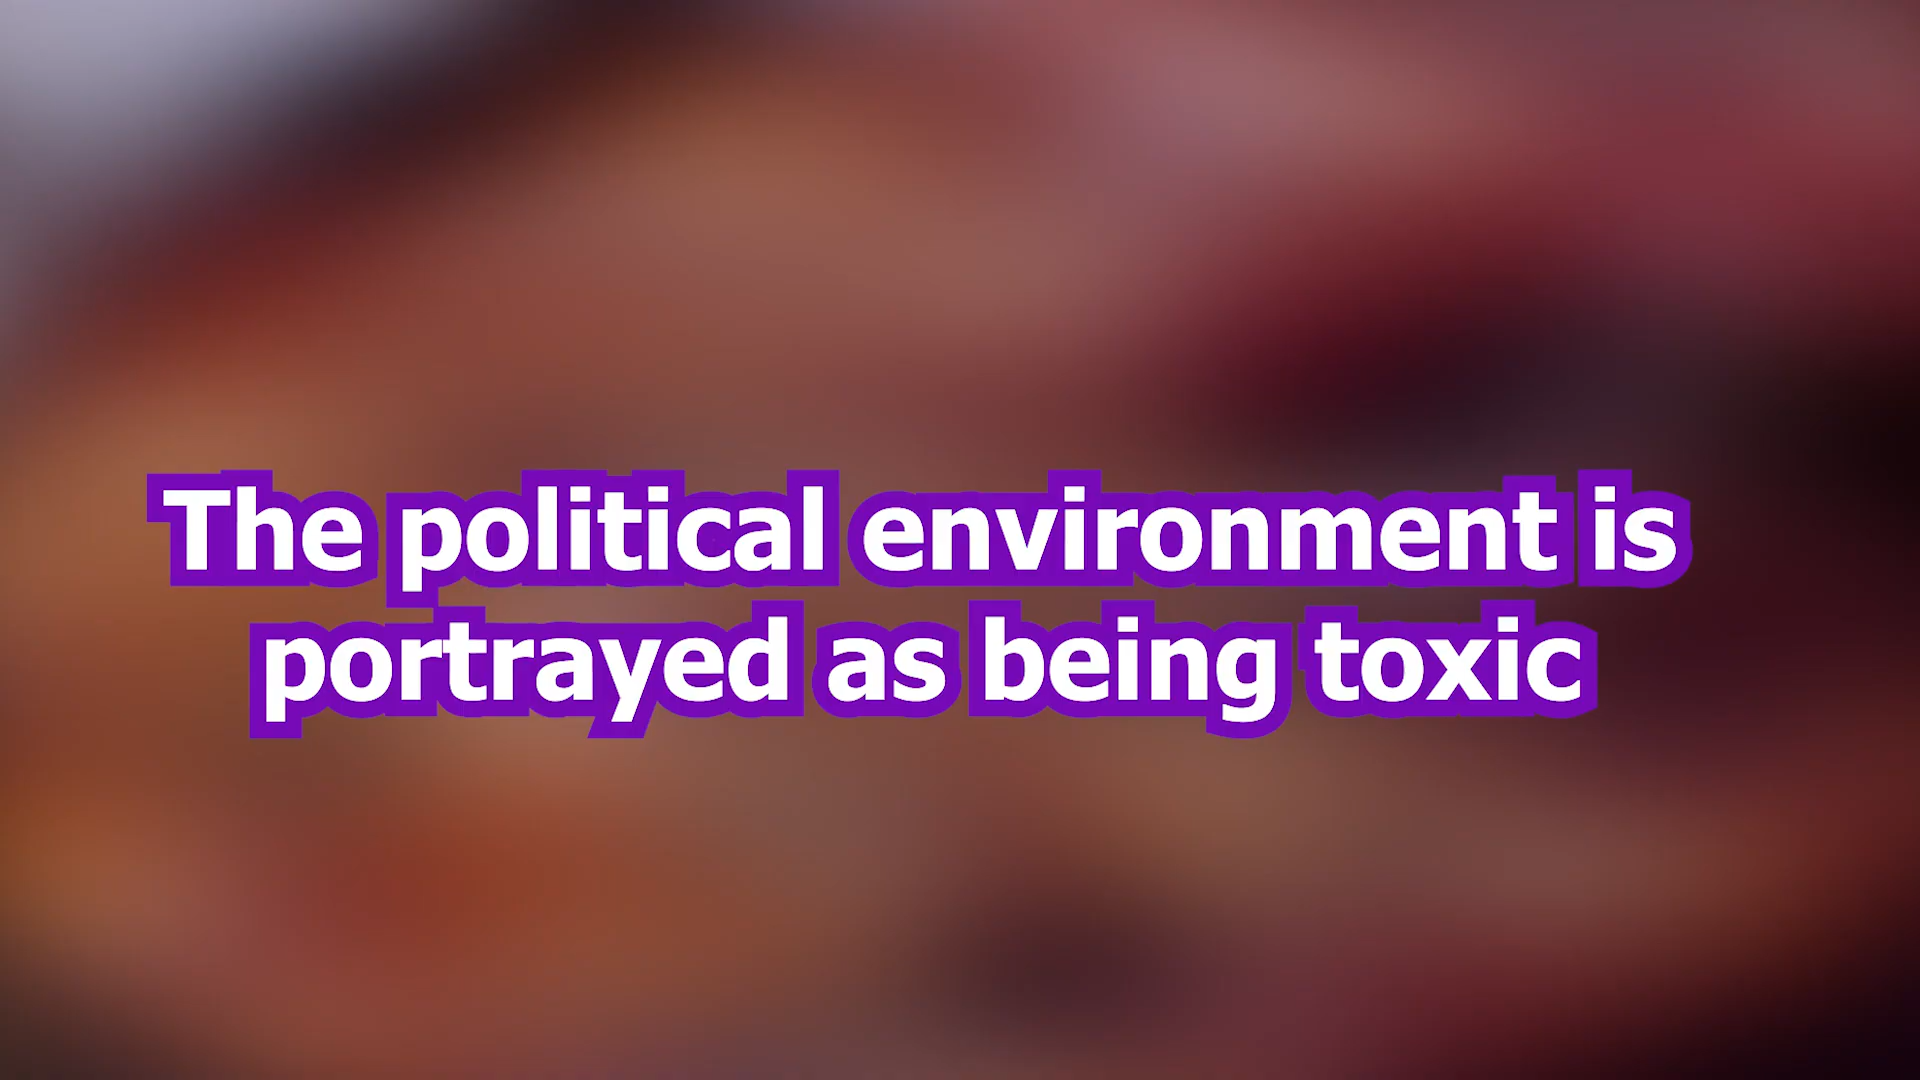 The political environment is
portrayed as being toxic